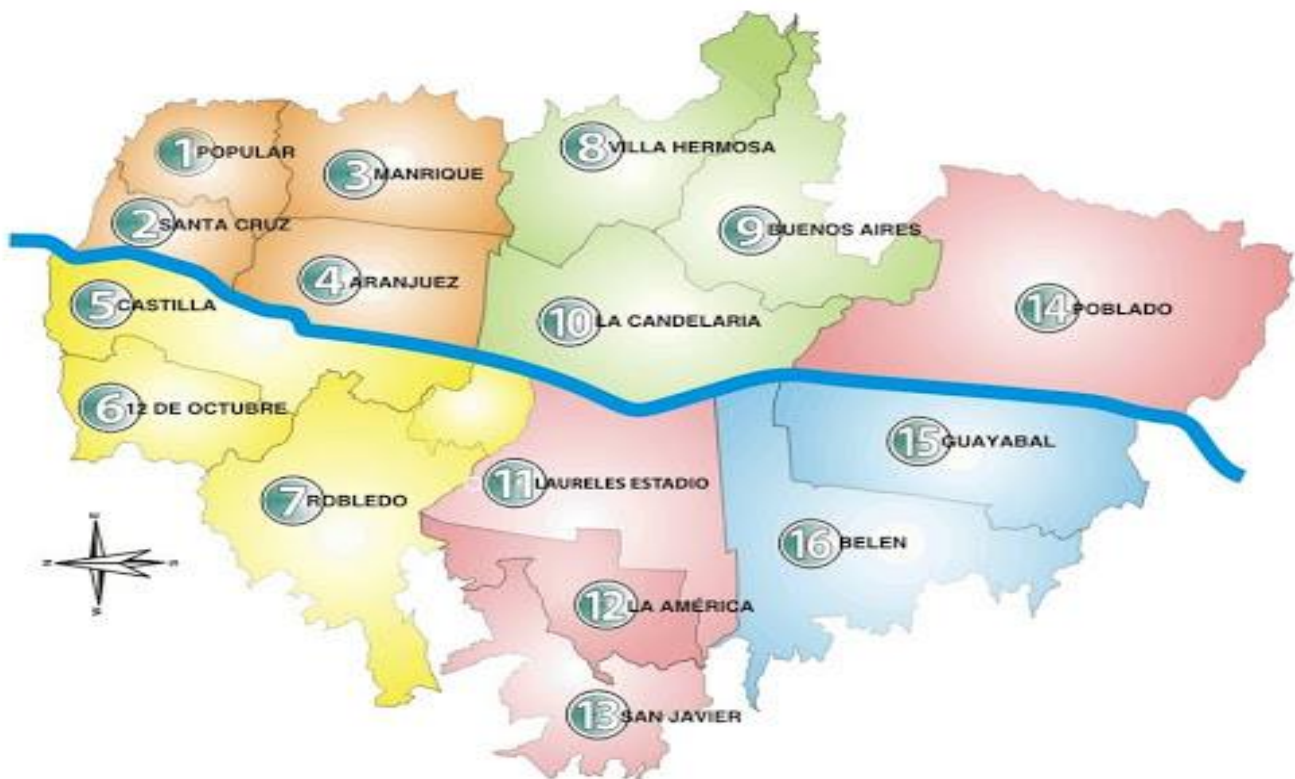 1 POPULAR
2 SANTA CRUZ
3 MANRIQUE
4 ARANJUEZ
5 CASTILLA
6 12 DE OCTUBRE
7 ROBLEDO
8 VILLA HERMOSA
9 BUENOS AIRES
10 LA CANDELARIA
11 LAURELES ESTADIO
12 LA AMÉRICA
13 SAN JAVIER
14 POBLADO
15 GUAYABAL
16 BELEN
N
E
S
W